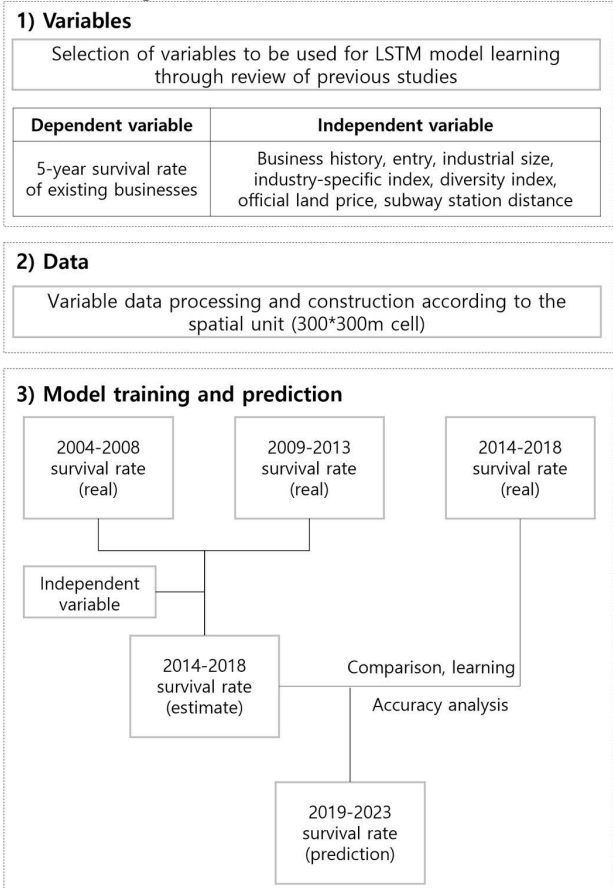 1) Variables
Selection of variables to be used for LSTM model learning
through review of previous studies
Dependent variable
Independent variable
5-year survival rate
of existing businesses
Business history, entry, industrial size,
industry-specific index, diversity index,
official land price, subway station distance
2) Data
Variable data processing and construction according to the
spatial unit (300*300m cell)
3) Model training and prediction
2004-2008
survival rate
(real)
2009-2013
survival rate
(real)
2014-2018
survival rate
(real)
Independent
variable
2014-2018
survival rate
(estimate)
Comparison, learning
Accuracy analysis
2019-2023
survival rate
(prediction)